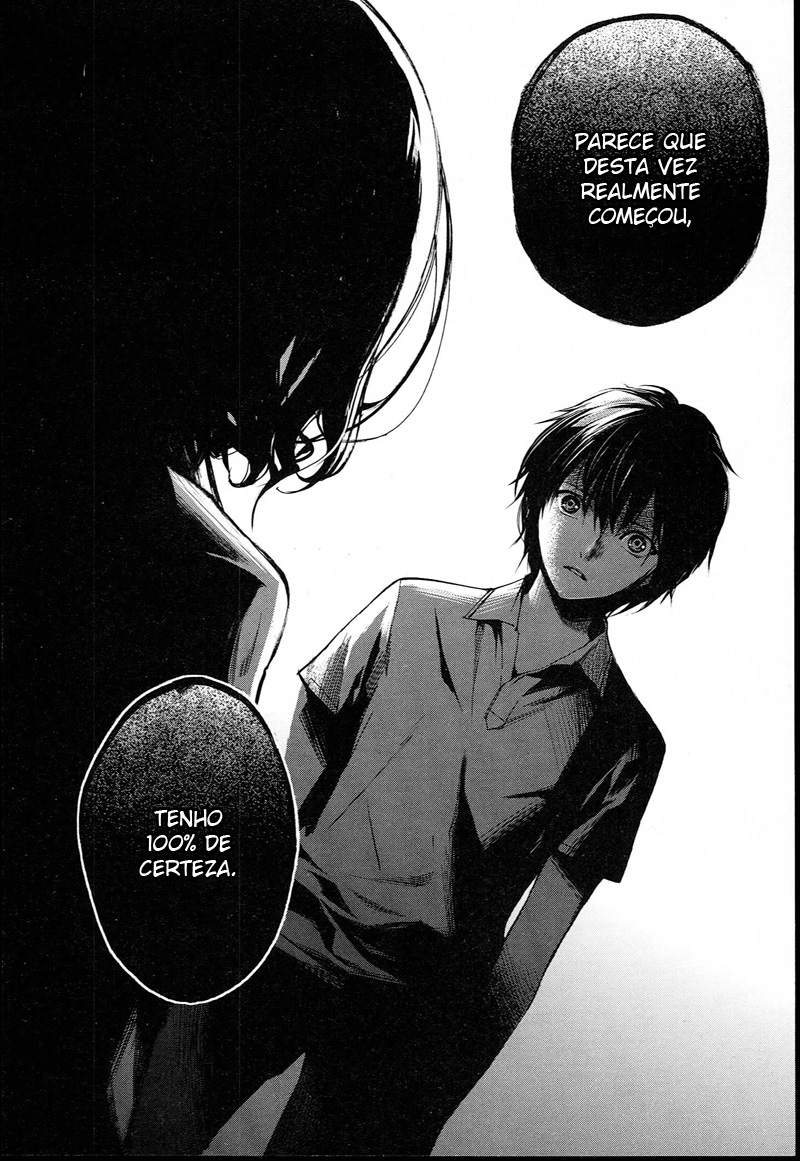 PARECE QUE
DESTA VEZ
REALMENTE
COMEÇOU,
TENHO
100% DE
CERTEZA.